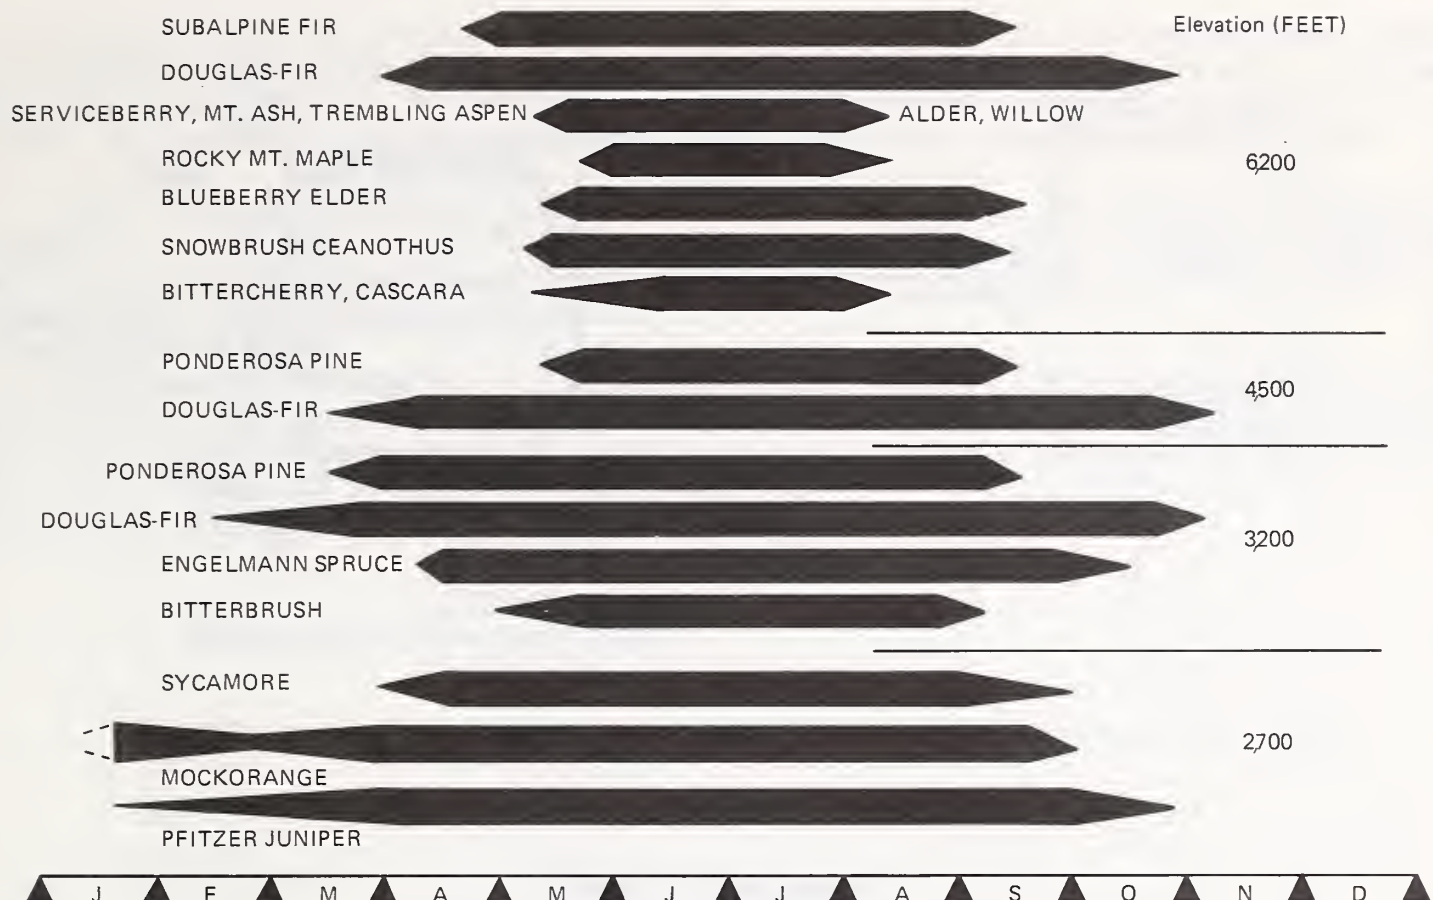 SUBALPINE FIR
Elevation (FEET)
DOUGLAS-FIR
SERVICEBERRY, MT. ASH, TREMBLING ASPEN
ALDER, WILLOW
ROCKY MT. MAPLE
6,200
BLUEBERRY ELDER
SNOWBRUSH CEANOTHUS
BITTERCHERRY, CASCARA
PONDEROSA PINE
4,500
DOUGLAS-FIR
PONDEROSA PINE
DOUGLAS-FIR
3,200
ENGELMANN SPRUCE
BITTERBRUSH
SYCAMORE
2,700
MOCKORANGE
PFITZER JUNIPER
J F M A M J J A S O N D